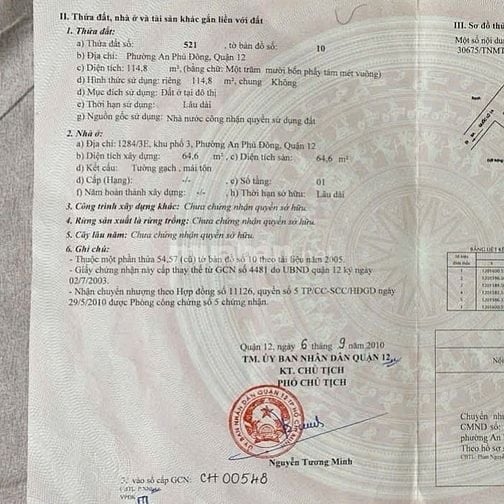 II. Thửa đất, nhà ở và tài sản khác gắn liền với đất
1. Thửa đất:
a) Thửa đất số: 521 , tờ bản đồ số: 10
b) Địa chỉ: Phường An Phú Đông, Quận 12
c) Diện tích: 114,8 m², (bằng chữ: Một trăm mười bốn phẩy tám mét vuông)
d) Hình thức sử dụng: riêng 114,8 m², chung Không
đ) Mục đích sử dụng: Đất ở tại đô thị
e) Thời hạn sử dụng: Lâu dài
g) Nguồn gốc sử dụng: Nhà nước công nhận quyền sử dụng đất
2. Nhà ở:
a) Địa chỉ: 1284/3E, khu phố 3, Phường An Phú Đông, Quận 12
b) Diện tích xây dựng: 64,6 m², c) Diện tích sàn: 64,6 m²
d) Kết cấu: Tường gạch, mái tôn
đ) Cấp (Hạng): -/- , e) Số tầng: 01
f) Năm hoàn thành xây dựng: -/- , h) Thời hạn sở hữu: Lâu dài
3. Công trình xây dựng khác: Chưa chứng nhận quyền sở hữu.
4. Rừng sản xuất là rừng trồng: Chưa chứng nhận quyền sở hữu.
5. Cây lâu năm: Chưa chứng nhận quyền sở hữu.
6. Ghi chú:
- Thuộc một phần thửa 54,57 (cũ) tờ bản đồ số 10 theo tài liệu năm 2005.
- Giấy chứng nhận này cấp thay thế từ GCN số 4481 do UBND quận 12 ký ngày
02/7/2003.
- Nhận chuyển nhượng theo Hợp đồng số 11126, quyển số 5 TP/CC-SCC/HĐGD ngày
29/5/2010 được Phòng công chứng số 5 chứng nhận.
Quận 12, ngày 6 tháng 9 năm 2010
TM. ỦY BAN NHÂN DÂN QUẬN 12
KT. CHỦ TỊCH
PHÓ CHỦ TỊCH
Nguyễn Tương Minh
vào sổ cấp GCN: CH 00548
III. Sơ đồ thử
Một số nội du
30675/TNMT
BẢNG LIỆT KÊ
Chuyển nhu
CMND số:
phường An
Theo hồ sơ